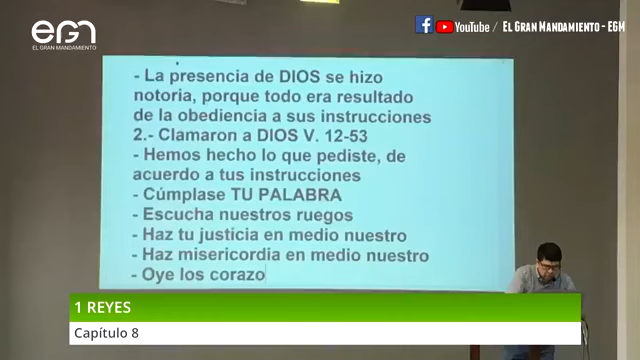 EGM
EL GRAN MANDAMIENTO
YouTube / EL GRAN MANDAMIENTO - EGM
- La presencia de DIOS se hizo
notoria, porque todo era resultado
de la obediencia a sus instrucciones
2.- Clamaron a DIOS V. 12-53
- Hemos hecho lo que pediste, de
acuerdo a tus instrucciones
- Cúmplase TU PALABRA
- Escucha nuestros ruegos
- Haz tu justicia en medio nuestro
- Haz misericordia en medio nuestro
- Oye los corazo
1 REYES
Capítulo 8